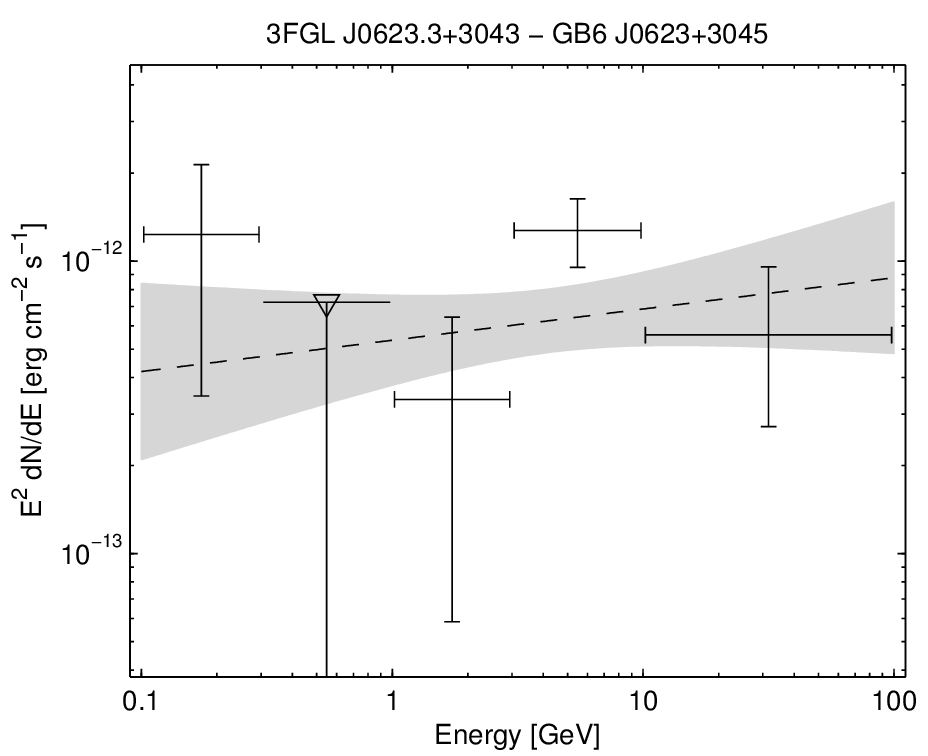 3FGL J0623.3+3043 − GB6 J0623+3045
E² dN/dE [erg cm⁻² s⁻¹]
10⁻¹²
10⁻¹³
0.1 1 10 100
Energy [GeV]